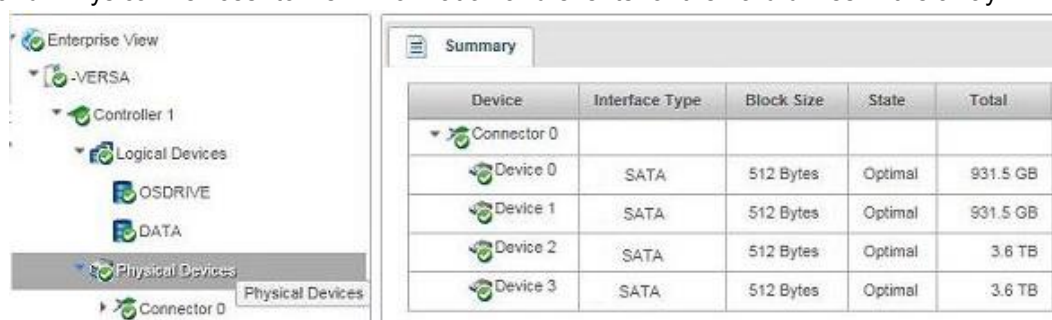 Enterprise View
-VERSA
Controller 1
Logical Devices
OSDRIVE
DATA
Physical Devices
Physical Devices
Connector 0
Summary
Device Interface Type Block Size State Total
Connector 0
Device 0 SATA 512 Bytes Optimal 931.5 GB
Device 1 SATA 512 Bytes Optimal 931.5 GB
Device 2 SATA 512 Bytes Optimal 3.6 TB
Device 3 SATA 512 Bytes Optimal 3.6 TB